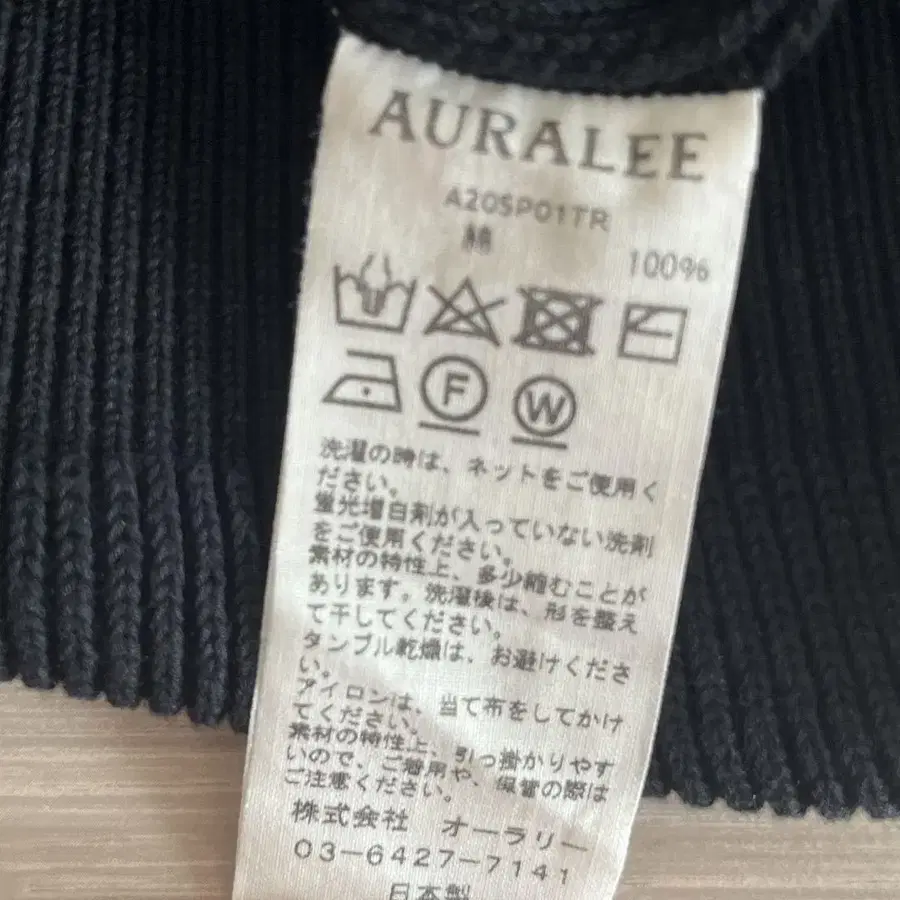 AURALEE
A20SP01TR
綿 100%
F W
洗濯の時は、ネットをご使用く
ださい。
蛍光増白剤が入っていない洗剤
をご使用ください。
素材の特性上、多少縮むことが
あります。洗濯後は、形を整え
て干してください。
タンブル乾燥は、お避けくださ
い。
アイロンは、当て布をしてかけ
てください。
素材の特性上、引っ掛かりやす
いので、ご着用や、保管の際は
ご注意ください。
株式会社 オーラリー
03-6427-7141
日本製